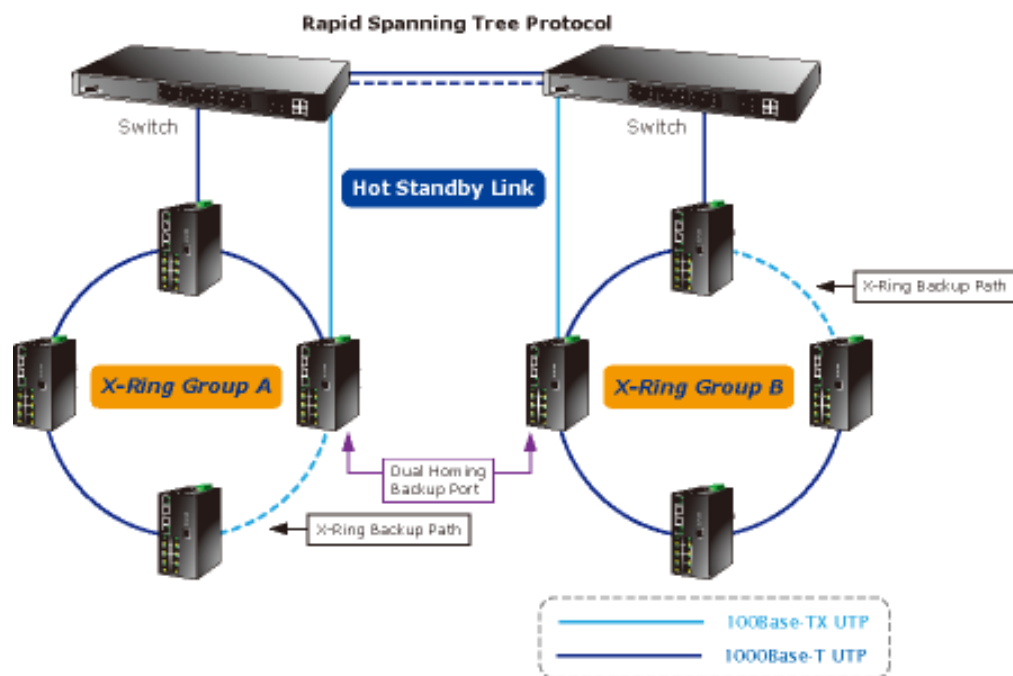 Rapid Spanning Tree Protocol
Switch
Switch
Hot Standby Link
X-Ring Backup Path
X-Ring Group A
X-Ring Group B
Dual Homing
Backup Port
X-Ring Backup Path
100Base-TX UTP
1000Base-T UTP